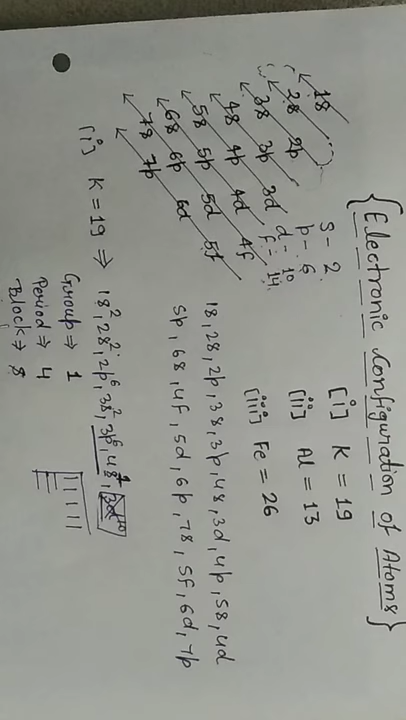 {Electronic Configuration of Atoms}
1s
2s 2p
3s 3p 3d
4s 4p 4d 4f
5s 5p 5d 5f
6s 6p 6d
7s 7p
s - 2
p - 6
d - 10
f = 14
[i] K = 19
[ii] Al = 13
[iii] Fe = 26
1s, 2s, 2p, 3s, 3p, 4s, 3d, 4p, 5s, 4d
5p, 6s, 4f, 5d, 6p, 7s, 5f, 6d, 7p
[i] K = 19 ⇒ 1s², 2s², 2p⁶, 3s², 3p⁶, 4s¹, 3d¹⁰
Group ⇒ 1
Period ⇒ 4
Block ⇒ s